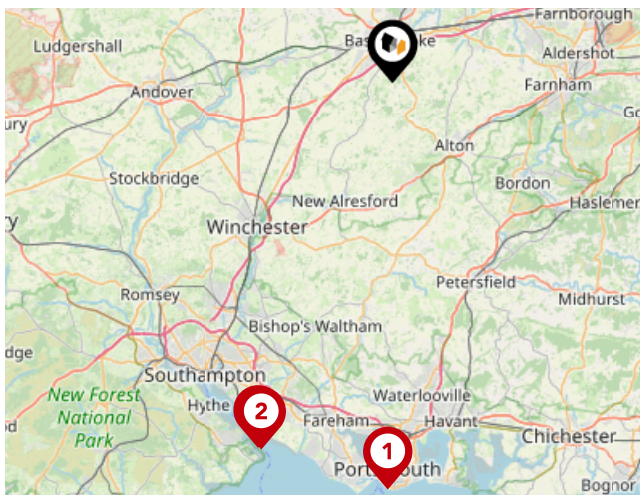 Farnborough
Ludgershall
Aldershot
Andover
Farnham
Alton
Stockbridge
Bordon
New Alresford
Winchester
Petersfield
Romsey
Midhurst
Bishop's Waltham
Southampton
New Forest
National
Park
Hythe
2
Waterlooville
Fareham
Havant
Chichester
1
Bognor